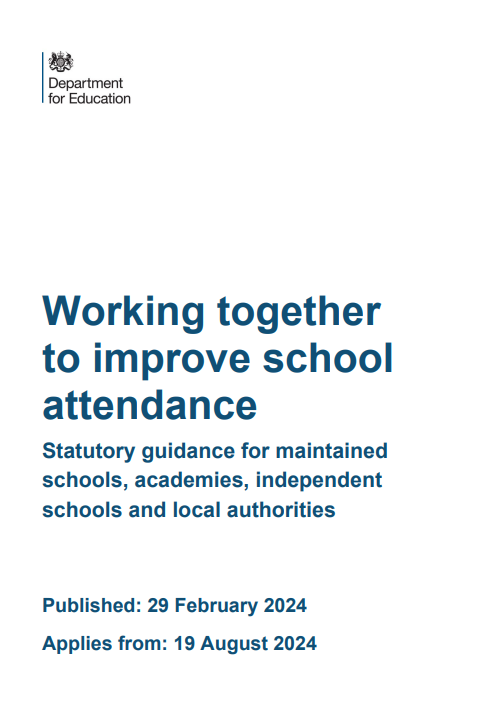 Department
for Education
Working together
to improve school
attendance
Statutory guidance for maintained
schools, academies, independent
schools and local authorities
Published: 29 February 2024
Applies from: 19 August 2024